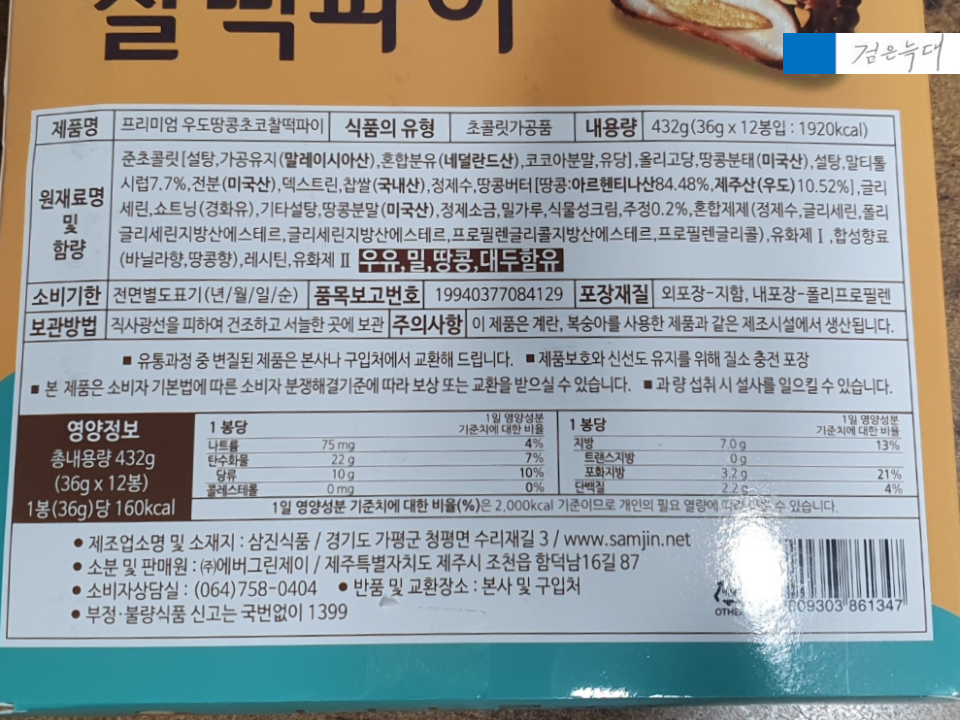 찰떡파이
검은늑대
제품명 프리미엄 우도땅콩초코찰떡파이 식품의 유형 초콜릿가공품 내용량 432g(36g x 12봉입 : 1920kcal)
원재료명 및 함량
준초콜릿[설탕,가공유지(말레이시아산),혼합분유(네덜란드산),코코아분말,유당],올리고당,땅콩분태(미국산),설탕,말티톨
시럽7.7%,전분(미국산),덱스트린,찹쌀(국내산),정제수,땅콩버터[땅콩:아르헨티나산84.48%,제주산(우도)10.52%],글리
세린,쇼트닝(경화유),기타설탕,땅콩분말(미국산),정제소금,밀가루,식물성크림,주정0.2%,혼합제제(정제수,글리세린,폴리
글리세린지방산에스테르,글리세린지방산에스테르,프로필렌글리콜지방산에스테르,프로필렌글리콜),유화제Ⅰ,합성향료
(바닐라향,땅콩향),레시틴,유화제Ⅱ 우유,밀,땅콩,대두함유
소비기한 전면별도표기(년/월/일/순) 품목보고번호 19940377084129 포장재질 외포장-지함, 내포장-폴리프로필렌
보관방법 직사광선을 피하여 건조하고 서늘한 곳에 보관 주의사항 이 제품은 계란, 복숭아를 사용한 제품과 같은 제조시설에서 생산됩니다.
■ 유통과정 중 변질된 제품은 본사나 구입처에서 교환해 드립니다. ■ 제품보호와 신선도 유지를 위해 질소 충전 포장
■ 본 제품은 소비자 기본법에 따른 소비자 분쟁해결기준에 따라 보상 또는 교환을 받으실 수 있습니다. ■ 과량 섭취 시 설사를 일으킬 수 있습니다.
영양정보
총내용량 432g
(36g x 12봉)
1봉(36g)당 160kcal
1봉당 1일 영양성분 기준치에 대한 비율
나트륨 75 mg 4%
탄수화물 22 g 7%
당류 10 g 10%
콜레스테롤 0 mg 0%
1봉당 1일 영양성분 기준치에 대한 비율
지방 7.0 g 13%
트랜스지방 0 g
포화지방 3.2 g 21%
단백질 2.2 g 4%
1일 영양성분 기준치에 대한 비율(%)은 2,000kcal 기준이므로 개인의 필요 열량에 따라 수 있습니다.
● 제조업소명 및 소재지 : 삼진식품 / 경기도 가평군 청평면 수리재길 3 / www.samjin.net
● 소분 및 판매원 : ㈜에버그린제이 / 제주특별자치도 제주시 조천읍 함덕남16길 87
● 소비자상담실 : (064)758-0404 ● 반품 및 교환장소 : 본사 및 구입처
● 부정·불량식품 신고는 국번없이 1399
009303 861347